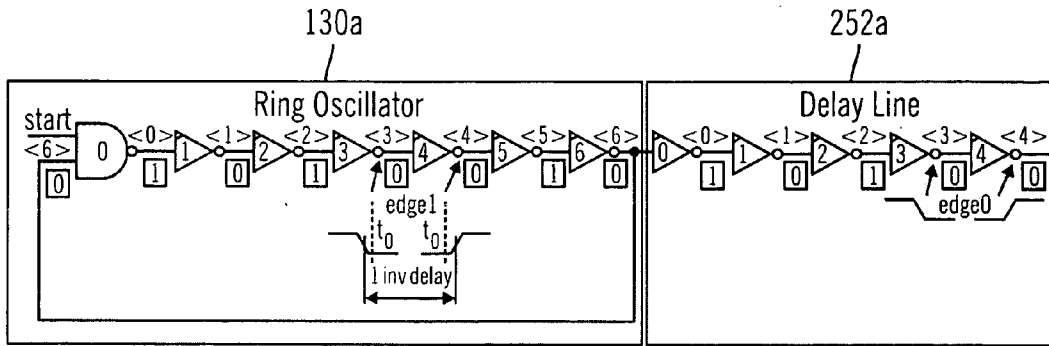 130a 252a
Ring Oscillator Delay Line
start <0> <1> <2> <3> <4> <5> <6> <0> <1> <2> <3> <4>
<6>
0 1 2 3 4 5 6 0 1 2 3 4
0 1 0 1 0 0 1 0 1 0 1 0 0
edge1 edge0
t0 t0
1 inv delay